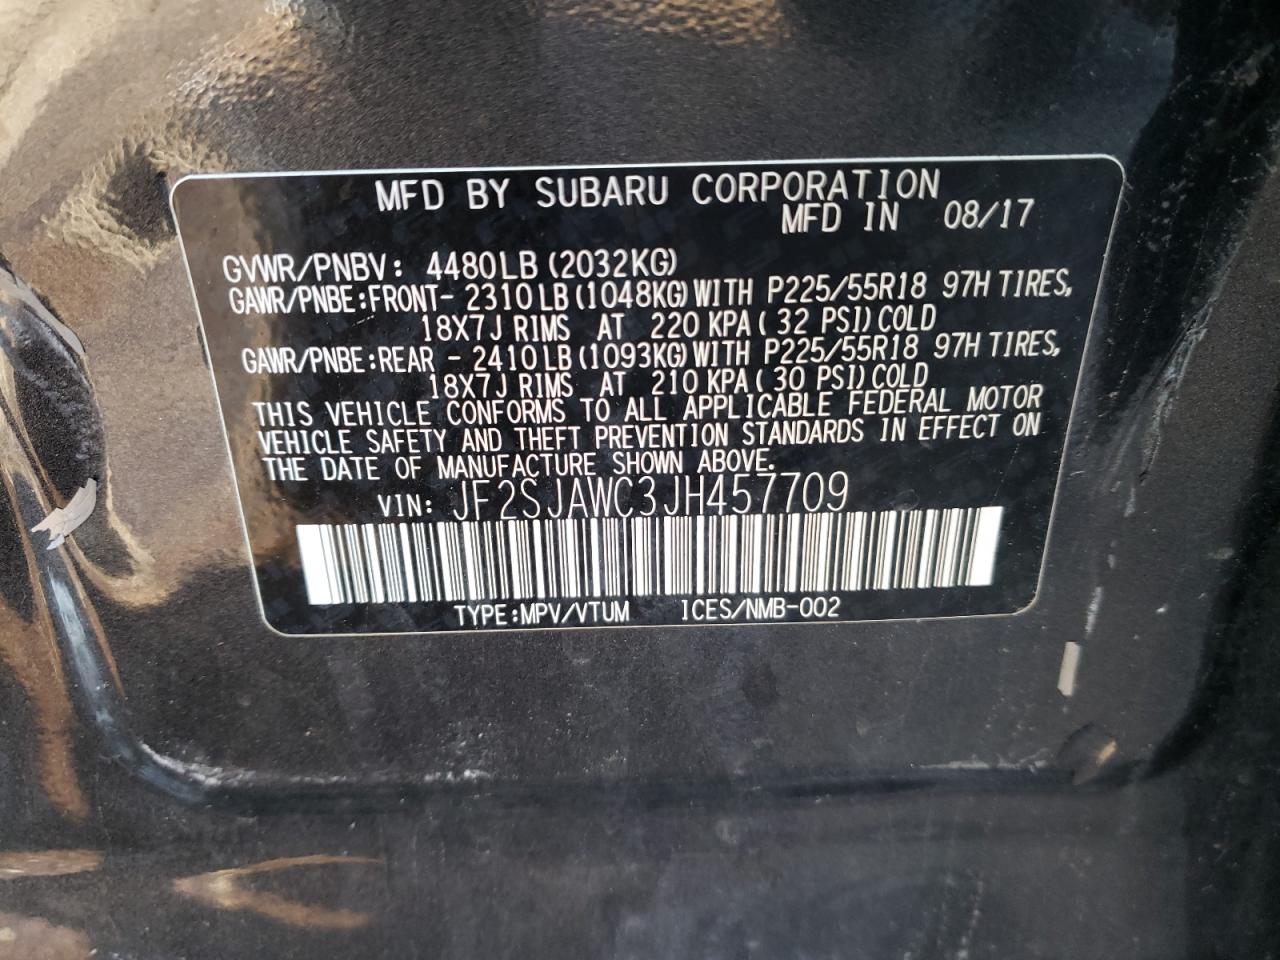 MFD BY SUBARU CORPORATION
MFD IN 08/17
GVWR/PNBV: 4480LB (2032KG)
GAWR/PNBE:FRONT- 2310LB(1048KG)WITH P225/55R18 97H TIRES,
18X7J RIMS AT 220 KPA( 32 PSI)COLD
GAWR/PNBE:REAR - 2410LB(1093KG)WITH P225/55R18 97H TIRES,
18X7J RIMS AT 210 KPA( 30 PSI)COLD
THIS VEHICLE CONFORMS TO ALL APPLICABLE FEDERAL MOTOR
VEHICLE SAFETY AND THEFT PREVENTION STANDARDS IN EFFECT ON
THE DATE OF MANUFACTURE SHOWN ABOVE.
VIN: JF2SJAWC3JH457709
TYPE:MPV/VTUM ICES/NMB-002